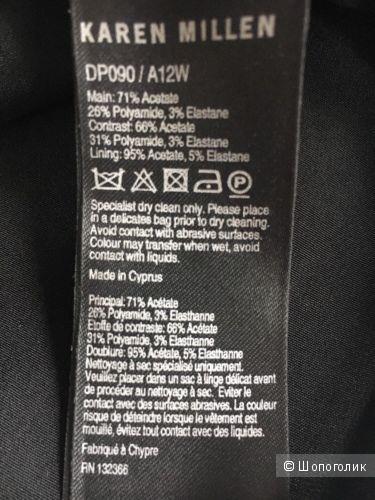 KAREN MILLEN
DP090 / A12W
Main: 71% Acetate
26% Polyamide, 3% Elastane
Contrast: 66% Acetate
31% Polyamide, 3% Elastane
Lining: 95% Acetate, 5% Elastane
P
Specialist dry clean only. Please place
in a delicates bag prior to dry cleaning.
Avoid contact with abrasive surfaces.
Colour may transfer when wet, avoid
contact with liquids.
Made in Cyprus
Principal: 71% Acétate
26% Polyamide, 3% Elasthanne
Etoffe de contraste: 66% Acétate
31% Polyamide, 3% Elasthanne
Doublure: 95% Acétate, 5% Elasthanne
Nettoyage à sec spécialisé uniquement.
Veuillez placer dans un sac à linge délicat avant
de procéder au nettoyage à sec. Eviter le
contact avec des surfaces abrasives. La couleur
risque de déteindre lorsque le vêtement est
mouillé, évitez tout contact avec des liquides.
Fabriqué à Chypre
RN 132366
© Шопоголик